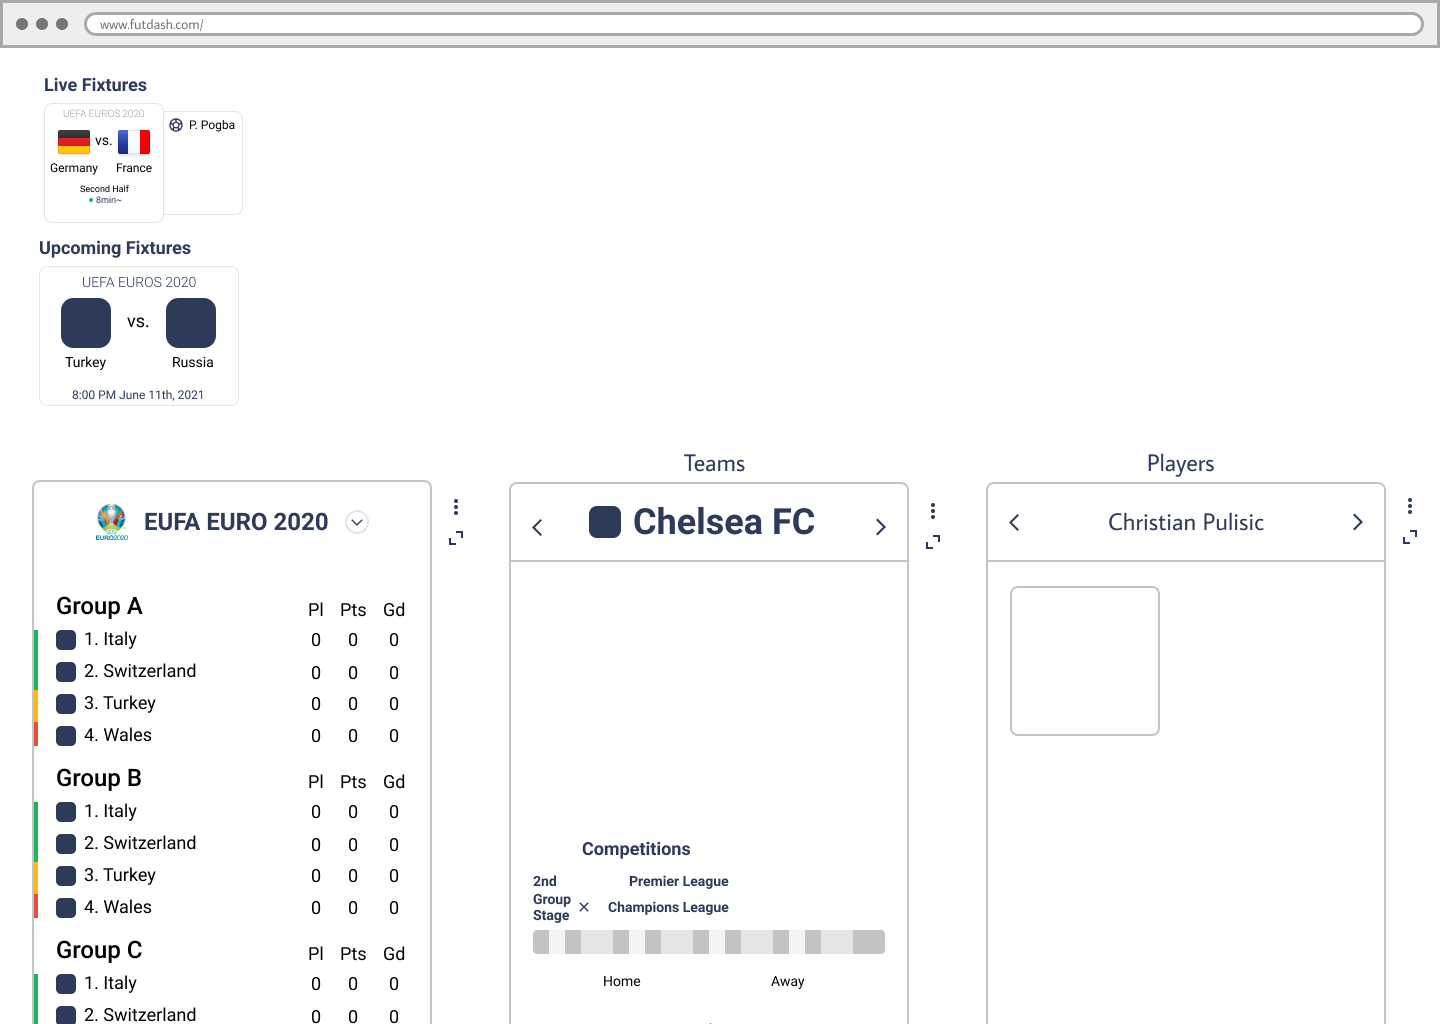 www.futdash.com/
Live Fixtures
UEFA EUROS 2020
vs.
Germany France
Second Half
8min~
P. Pogba
Upcoming Fixtures
UEFA EUROS 2020
vs.
Turkey Russia
8:00 PM June 11th, 2021
EURO2020
EUFA EURO 2020
Group A Pl Pts Gd
1. Italy 0 0 0
2. Switzerland 0 0 0
3. Turkey 0 0 0
4. Wales 0 0 0
Group B Pl Pts Gd
1. Italy 0 0 0
2. Switzerland 0 0 0
3. Turkey 0 0 0
4. Wales 0 0 0
Group C Pl Pts Gd
1. Italy 0 0 0
2. Switzerland 0 0 0
Teams
Chelsea FC
Competitions
2nd Premier League
Group
Stage Champions League
Home Away
Players
Christian Pulisic